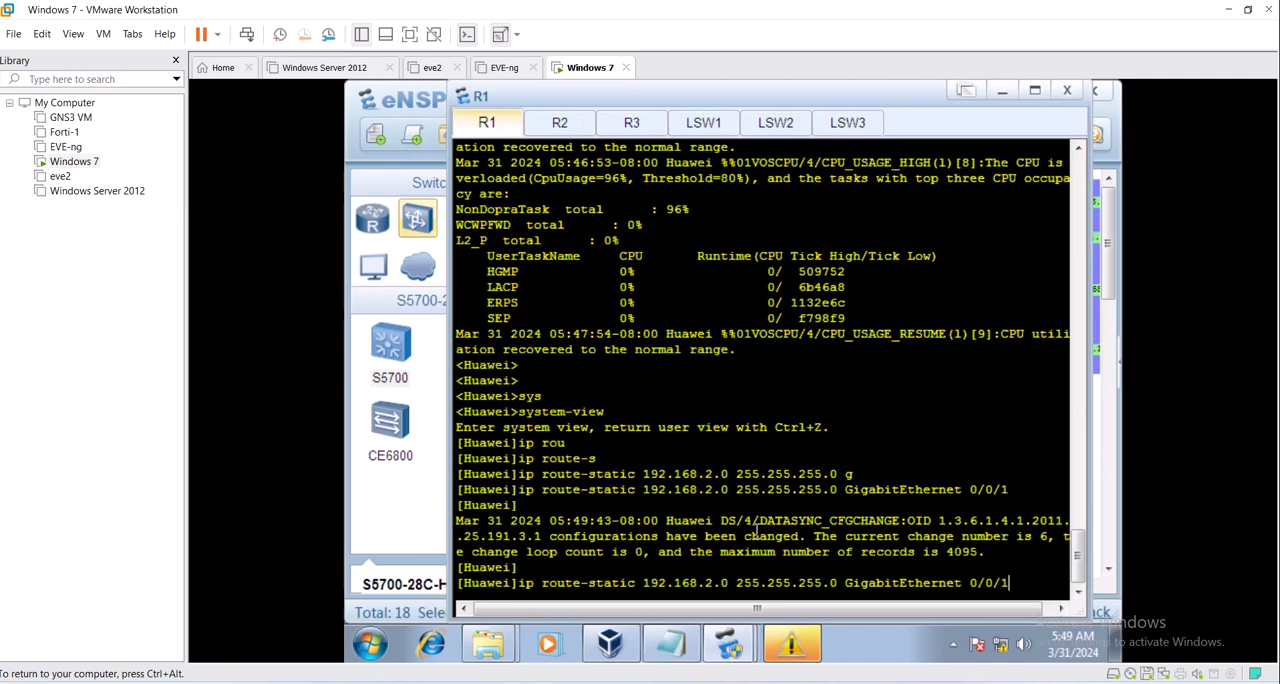 Windows 7 - VMware Workstation
File Edit View VM Tabs Help
Library
Type here to search
Home
Windows Server 2012
eve2
EVE-ng
Windows 7
My Computer
GNS3 VM
Forti-1
EVE-ng
Windows 7
eve2
Windows Server 2012
eNSP
R1
R1 R2 R3 LSW1 LSW2 LSW3
Swite
S5700-2
S5700
CE6800
S5700-28C-H
Total: 18 Sele
ation recovered to the normal range.
Mar 31 2024 05:46:53-08:00 Huawei %%01VOSCPU/4/CPU_USAGE_HIGH(l)[8]:The CPU is
verloaded(CpuUsage=96%, Threshold=80%), and the tasks with top three CPU occupa
cy are:
NonDopraTask total : 96%
WCWPFWD total : 0%
L2_P total : 0%
UserTaskName CPU Runtime(CPU Tick High/Tick Low)
HGMP 0% 0/ 509752
LACP 0% 0/ 6b46a8
ERPS 0% 0/ 1132e6c
SEP 0% 0/ f798f9
Mar 31 2024 05:47:54-08:00 Huawei %%01VOSCPU/4/CPU_USAGE_RESUME(l)[9]:CPU utili
ation recovered to the normal range.
<Huawei>
<Huawei>
<Huawei>sys
<Huawei>system-view
Enter system view, return user view with Ctrl+Z.
[Huawei]ip rou
[Huawei]ip route-s
[Huawei]ip route-static 192.168.2.0 255.255.255.0 g
[Huawei]ip route-static 192.168.2.0 255.255.255.0 GigabitEthernet 0/0/1
[Huawei]
Mar 31 2024 05:49:43-08:00 Huawei DS/4/DATASYNC_CFGCHANGE:OID 1.3.6.1.4.1.2011.
.25.191.3.1 configurations have been changed. The current change number is 6, t
e change loop count is 0, and the maximum number of records is 4095.
[Huawei]
[Huawei]ip route-static 192.168.2.0 255.255.255.0 GigabitEthernet 0/0/1
5:49 AM
3/31/2024
to activate Windows.
To return to your computer, press Ctrl+Alt.